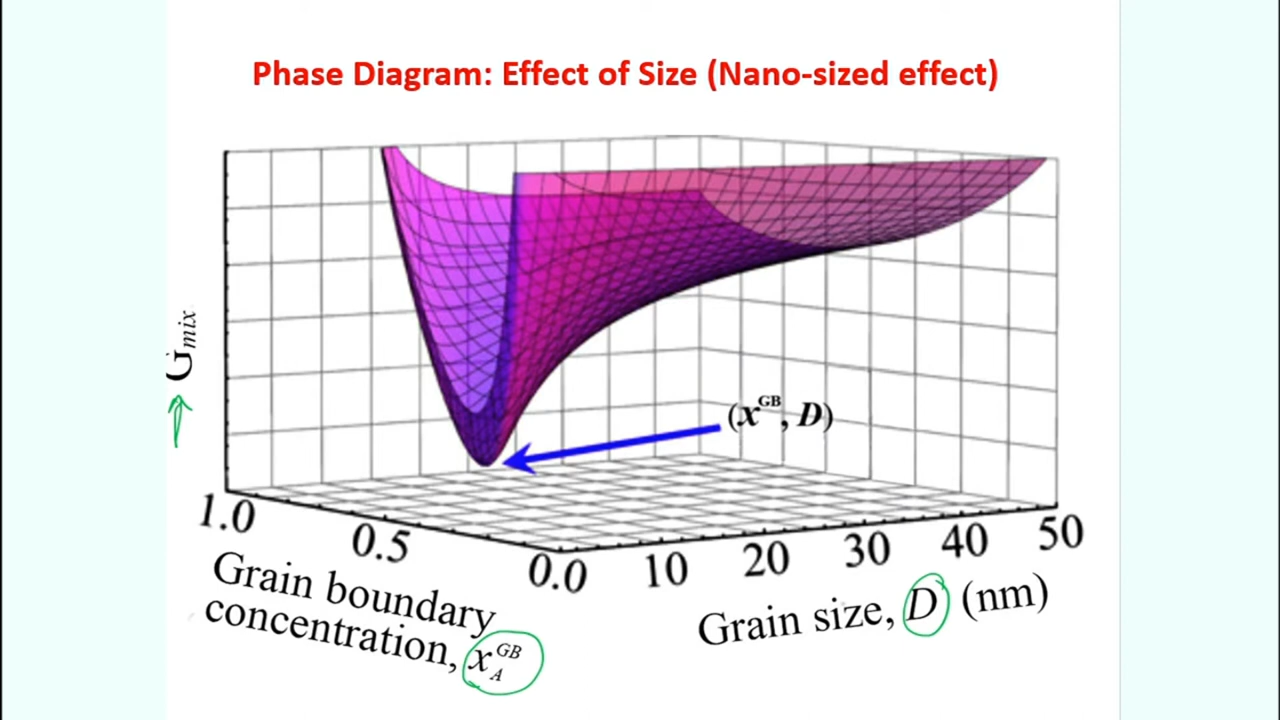 Phase Diagram: Effect of Size (Nano-sized effect)
Gmix
(x^GB, D)
1.0
0.5
0.0
10
20
30
40
50
Grain boundary
concentration, x_A^GB
Grain size, D (nm)